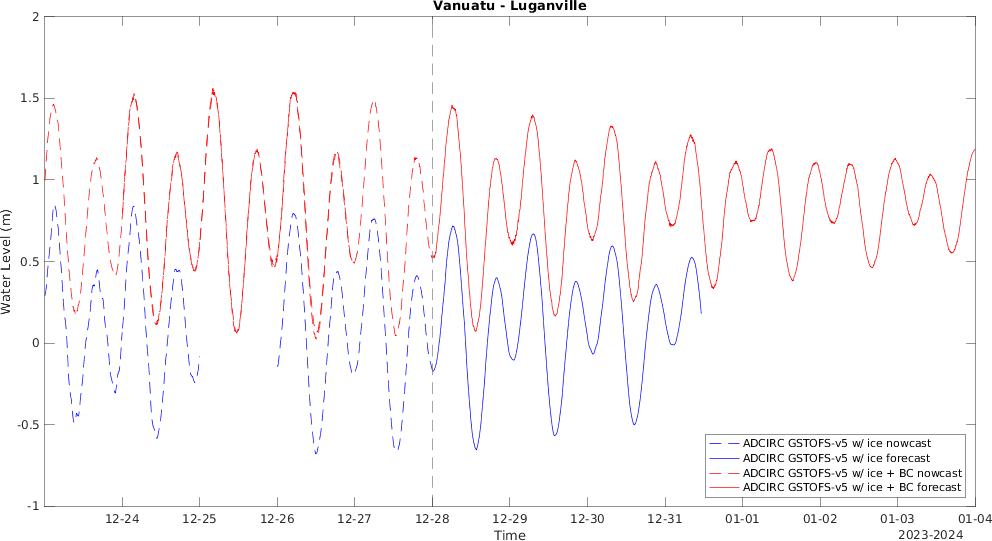 Vanuatu - Luganville
2
1.5
1
0.5
0
-0.5
-1
Water Level (m)
ADCIRC GSTOFS-v5 w/ ice nowcast
ADCIRC GSTOFS-v5 w/ ice forecast
ADCIRC GSTOFS-v5 w/ ice + BC nowcast
ADCIRC GSTOFS-v5 w/ ice + BC forecast
12-24 12-25 12-26 12-27 12-28 12-29 12-30 12-31 01-01 01-02 01-03 01-04
Time
2023-2024